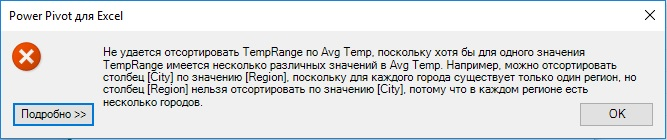 Power Pivot для Excel
Не удается отсортировать TempRange по Avg Temp, поскольку хотя бы для одного значения
TempRange имеется несколько различных значений в Avg Temp. Например, можно отсортировать
столбец [City] по значению [Region], поскольку для каждого города существует только один регион, но
столбец [Region] нельзя отсортировать по значению [City], потому что в каждом регионе есть
несколько городов.
Подробно >>
OK